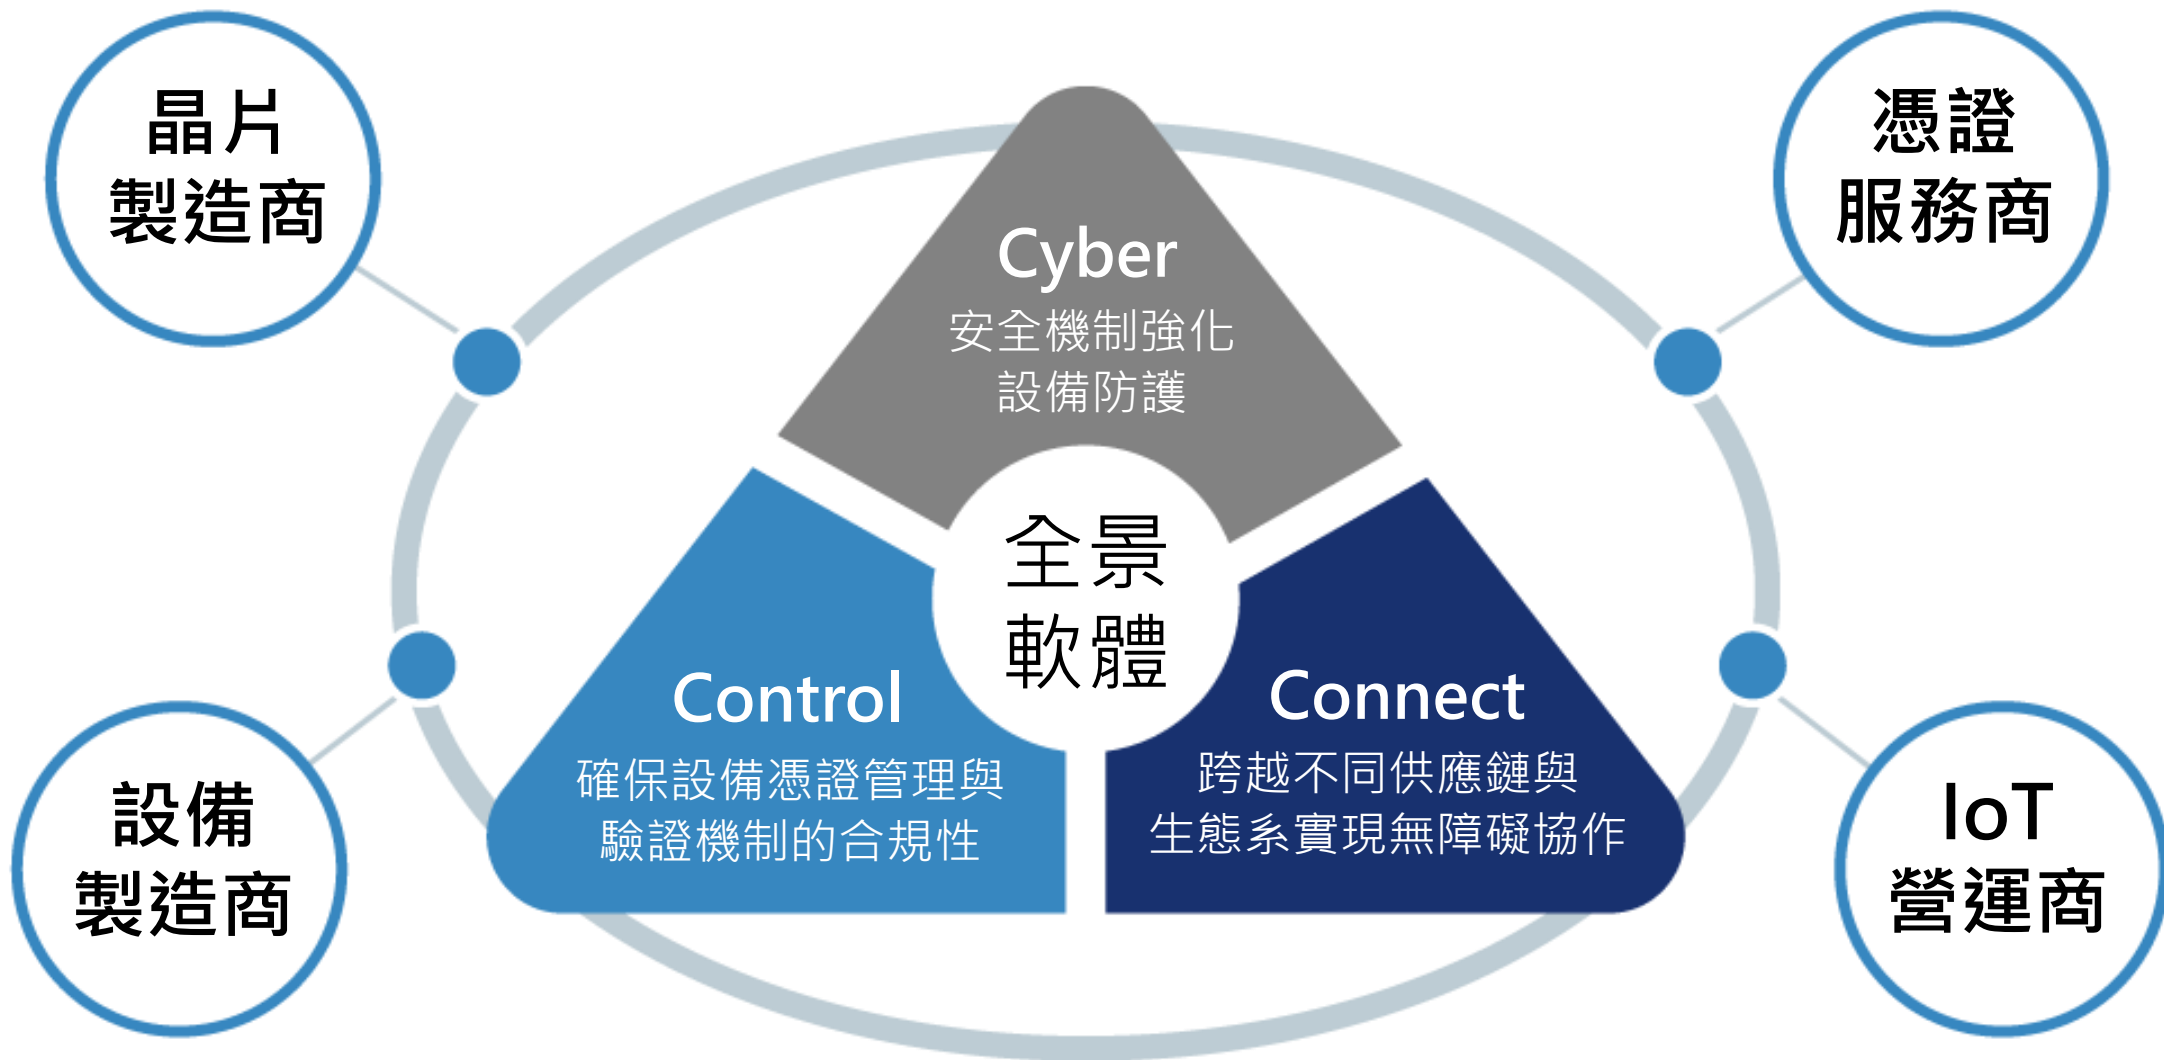 晶片
製造商
憑證
服務商
Cyber
安全機制強化
設備防護
全景
軟體
Control
確保設備憑證管理與
驗證機制的合規性
Connect
跨越不同供應鏈與
生態系實現無障礙協作
設備
製造商
IoT
營運商